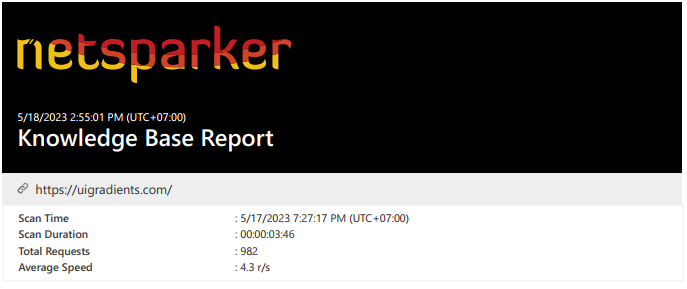 netsparker
5/18/2023 2:55:01 PM (UTC+07:00)
Knowledge Base Report
https://uigradients.com/
Scan Time : 5/17/2023 7:27:17 PM (UTC+07:00)
Scan Duration : 00:00:03:46
Total Requests : 982
Average Speed : 4.3 r/s